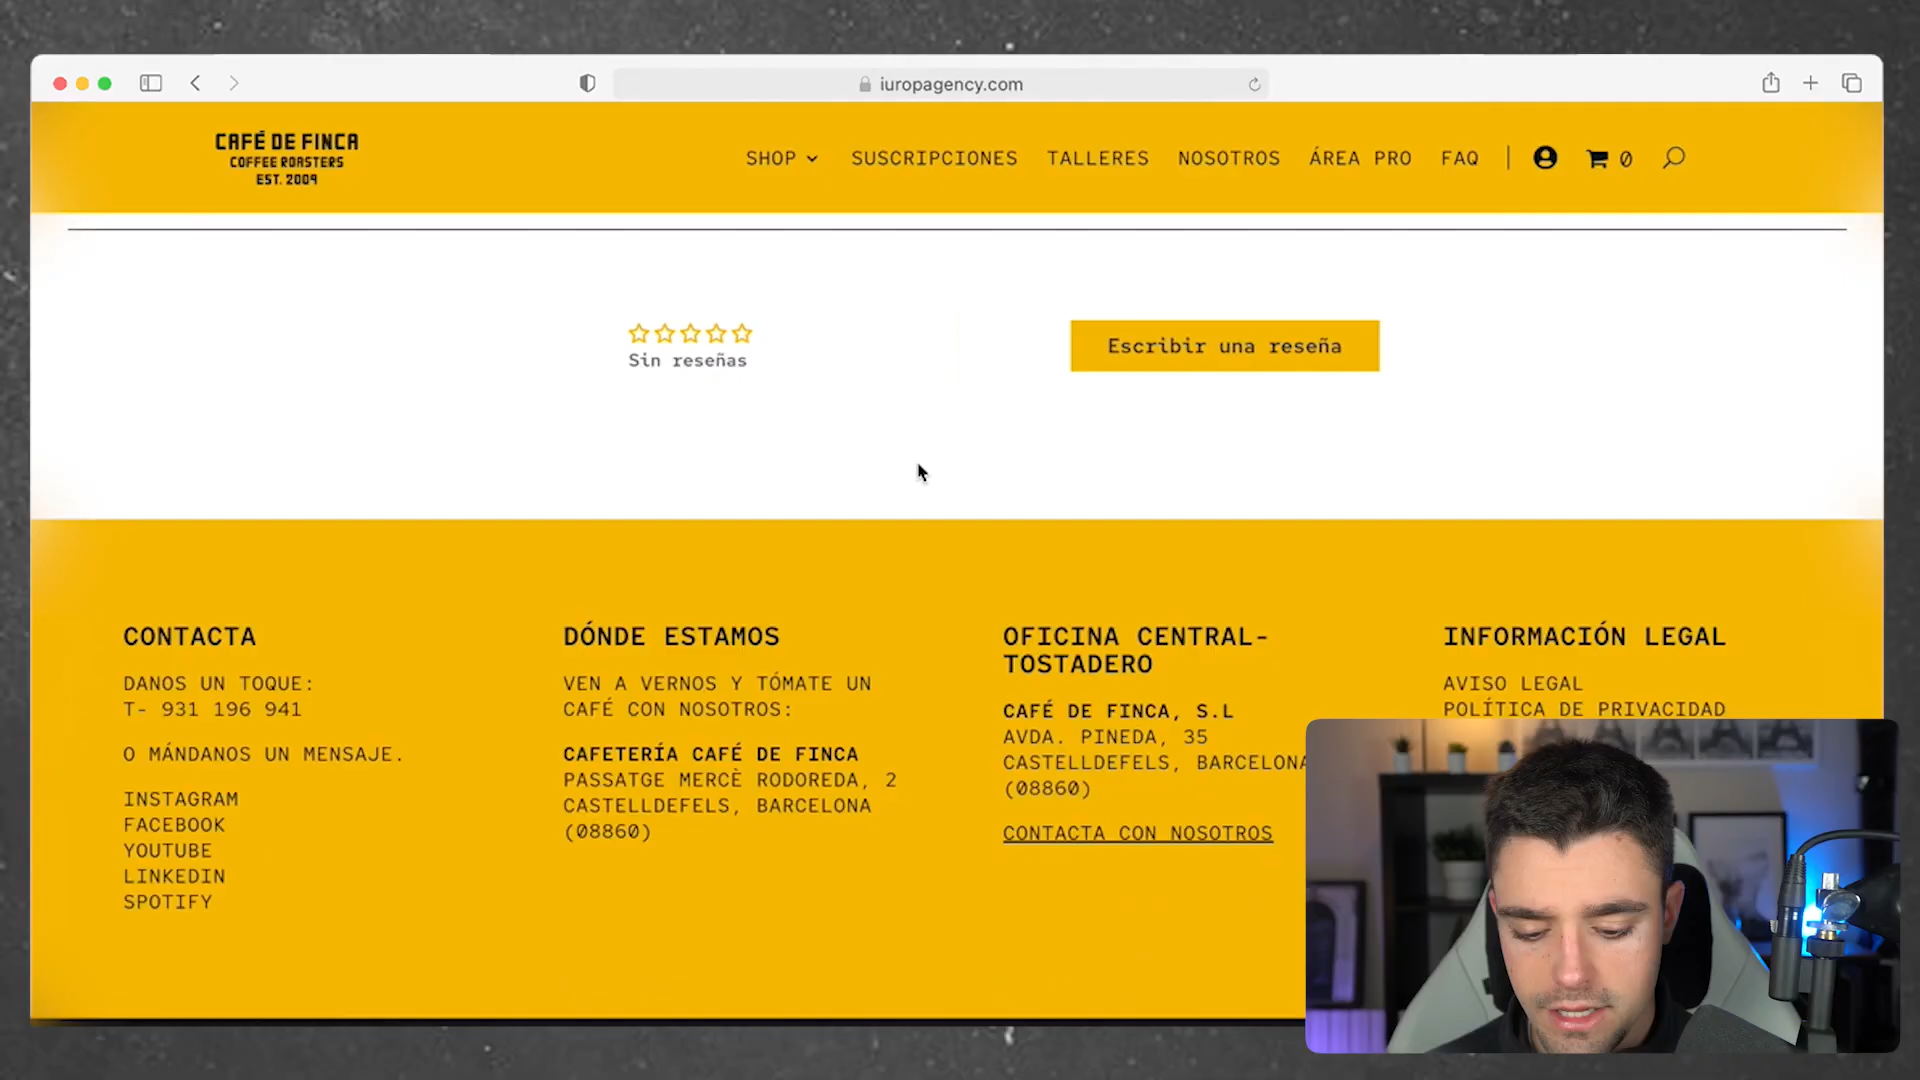 iuropagency.com
CAFÉ DE FINCA
COFFEE ROASTERS
EST. 2009
SHOP SUSCRIPCIONES TALLERES NOSOTROS ÁREA PRO FAQ 0
Sin reseñas
Escribir una reseña
CONTACTA
DANOS UN TOQUE:
T- 931 196 941
O MÁNDANOS UN MENSAJE.
INSTAGRAM
FACEBOOK
YOUTUBE
LINKEDIN
SPOTIFY
DÓNDE ESTAMOS
VEN A VERNOS Y TÓMATE UN
CAFÉ CON NOSOTROS:
CAFETERÍA CAFÉ DE FINCA
PASSATGE MERCÈ RODOREDA, 2
CASTELLDEFELS, BARCELONA
(08860)
OFICINA CENTRAL-
TOSTADERO
CAFÉ DE FINCA, S.L
AVDA. PINEDA, 35
CASTELLDEFELS, BARCELONA
(08860)
CONTACTA CON NOSOTROS
INFORMACIÓN LEGAL
AVISO LEGAL
POLÍTICA DE PRIVACIDAD